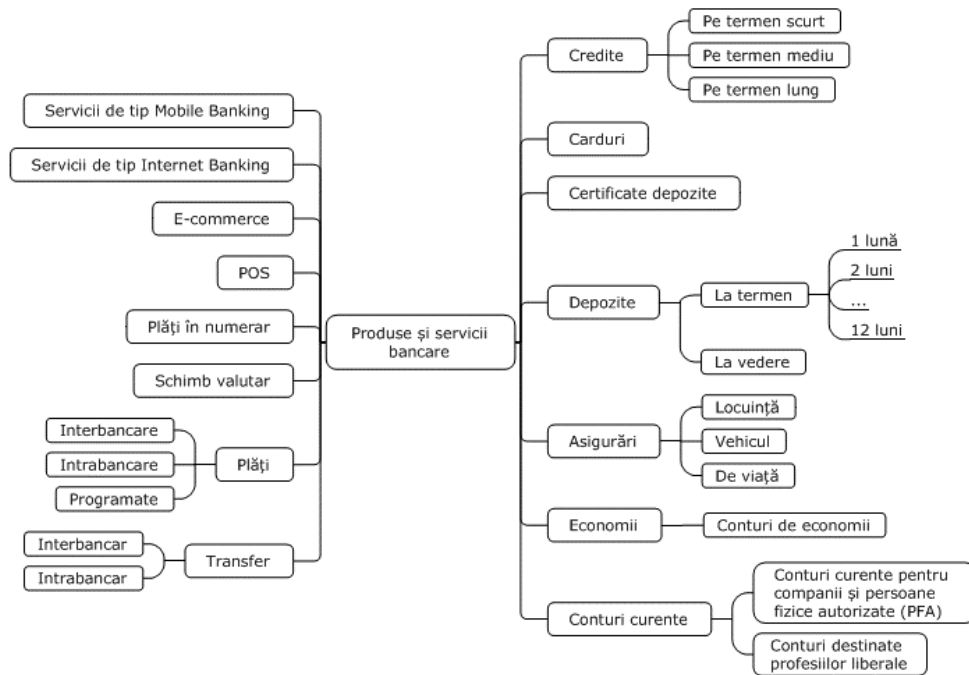 Produse și servicii
bancare
Servicii de tip Mobile Banking
Servicii de tip Internet Banking
E-commerce
POS
Plăți în numerar
Schimb valutar
Plăți
Interbancare
Intrabancare
Programate
Transfer
Interbancar
Intrabancar
Credite
Pe termen scurt
Pe termen mediu
Pe termen lung
Carduri
Certificate depozite
Depozite
La termen
1 lună
2 luni
...
12 luni
La vedere
Asigurări
Locuință
Vehicul
De viață
Economii
Conturi de economii
Conturi curente
Conturi curente pentru
companii și persoane
fizice autorizate (PFA)
Conturi destinate
profesiilor liberale